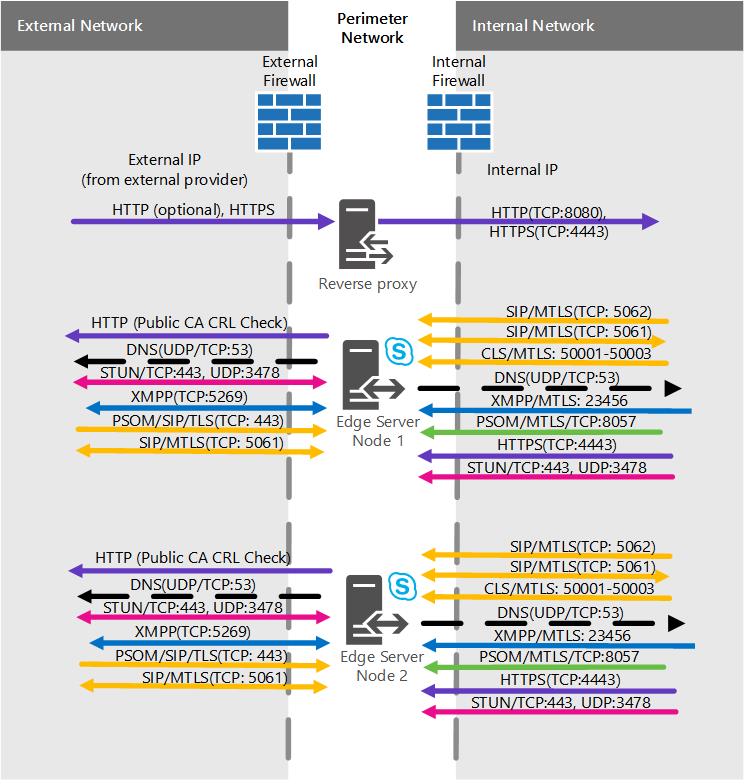 External Network
Perimeter
Network
Internal Network
External
Firewall
Internal
Firewall
External IP
(from external provider)
Internal IP
HTTP (optional), HTTPS
HTTP(TCP:8080),
HTTPS(TCP:4443)
Reverse proxy
HTTP (Public CA CRL Check)
DNS(UDP/TCP:53)
STUN/TCP:443, UDP:3478
XMPP(TCP:5269)
PSOM/SIP/TLS(TCP: 443)
SIP/MTLS(TCP: 5061)
S
Edge Server
Node 1
SIP/MTLS(TCP: 5062)
SIP/MTLS(TCP: 5061)
CLS/MTLS: 50001-50003
DNS(UDP/TCP:53)
XMPP/MTLS: 23456
PSOM/MTLS/TCP:8057
HTTPS(TCP:4443)
STUN/TCP:443, UDP:3478
HTTP (Public CA CRL Check)
DNS(UDP/TCP:53)
STUN/TCP:443, UDP:3478
XMPP(TCP:5269)
PSOM/SIP/TLS(TCP: 443)
SIP/MTLS(TCP: 5061)
S
Edge Server
Node 2
SIP/MTLS(TCP: 5062)
SIP/MTLS(TCP: 5061)
CLS/MTLS: 50001-50003
DNS(UDP/TCP:53)
XMPP/MTLS: 23456
PSOM/MTLS/TCP:8057
HTTPS(TCP:4443)
STUN/TCP:443, UDP:3478